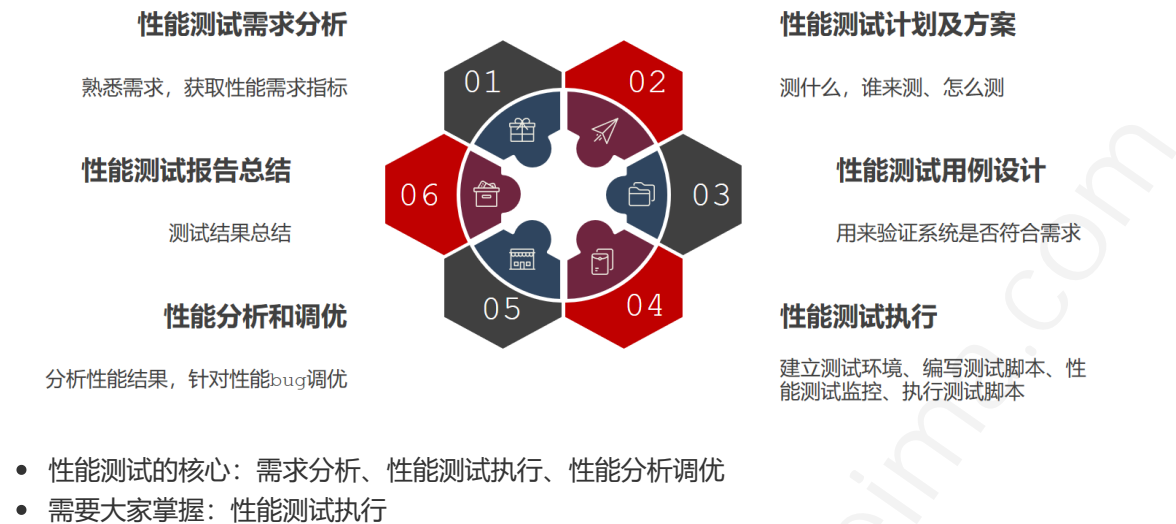 性能测试需求分析
熟悉需求，获取性能需求指标
01
02
性能测试计划及方案
测什么，谁来测、怎么测
性能测试报告总结
测试结果总结
06
03
性能测试用例设计
用来验证系统是否符合需求
性能分析和调优
分析性能结果，针对性能bug调优
05
04
性能测试执行
建立测试环境、编写测试脚本、性
能测试监控、执行测试脚本
• 性能测试的核心：需求分析、性能测试执行、性能分析调优
• 需要大家掌握：性能测试执行